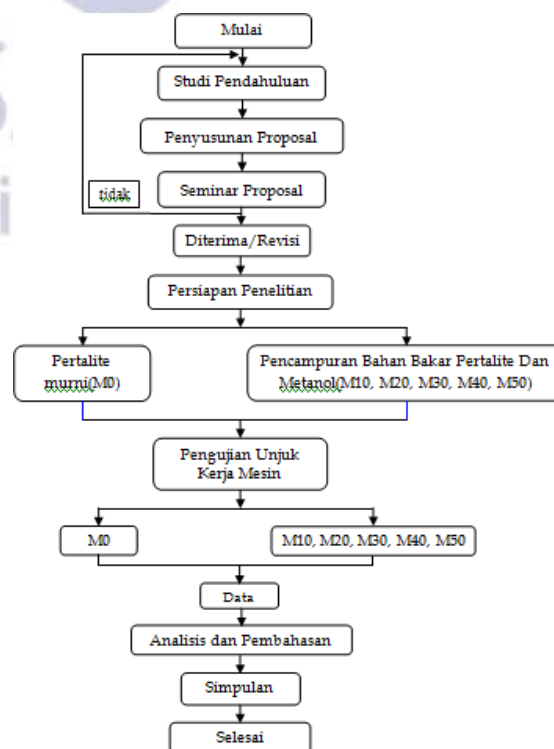 Mulai
Studi Pendahuluan
Penyusunan Proposal
tidak
Seminar Proposal
Diterima/Revisi
Persiapan Penelitian
Pertalite
murni(M0)
Pencampuran Bahan Bakar Pertalite Dan
Metanol(M10, M20, M30, M40, M50)
Pengujian Unjuk
Kerja Mesin
M0
M10, M20, M30, M40, M50
Data
Analisis dan Pembahasan
Simpulan
Selesai